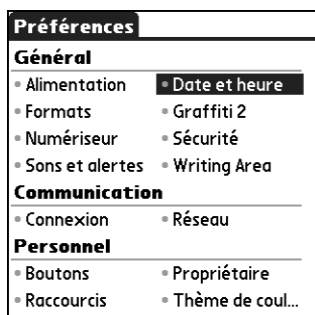 Préférences
Général
• Alimentation • Date et heure
• Formats • Graffiti 2
• Numériseur • Sécurité
• Sons et alertes • Writing Area
Communication
• Connexion • Réseau
Personnel
• Boutons • Propriétaire
• Raccourcis • Thème de coul...